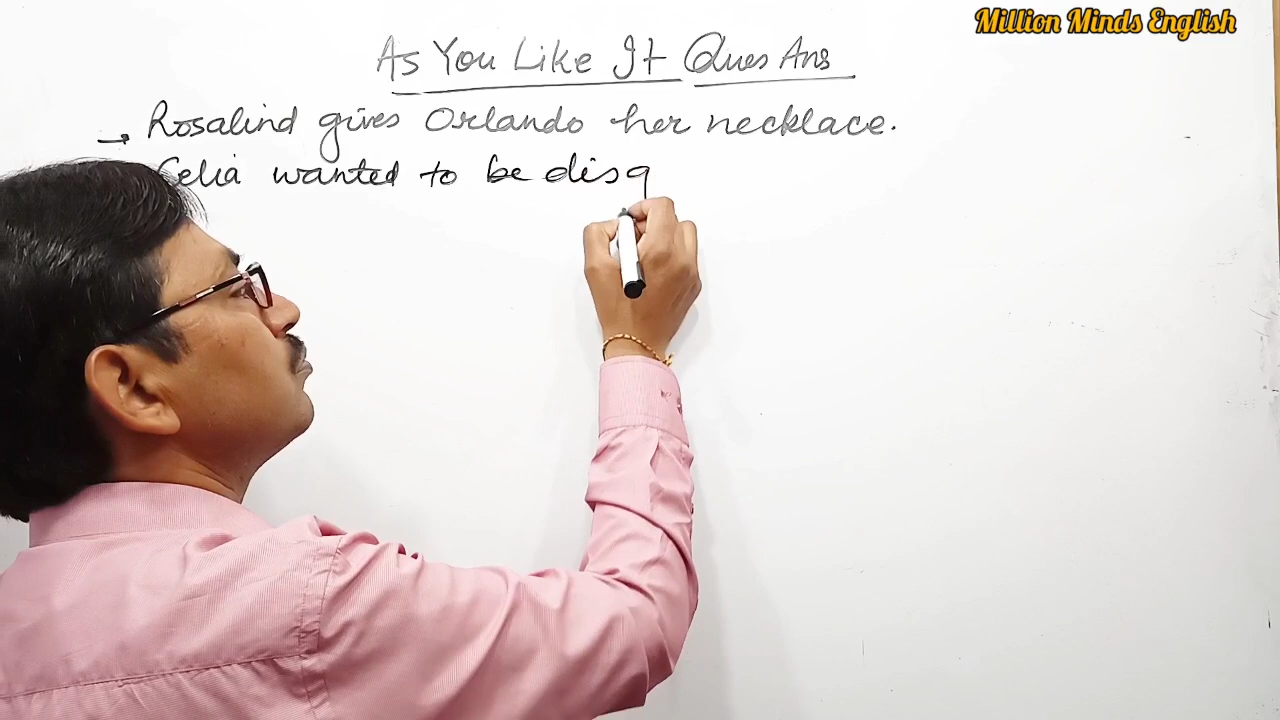 Million Minds English
As You Like It Ques Ans
→ Rosalind gives Orlando her necklace.
Celia wanted to be disg